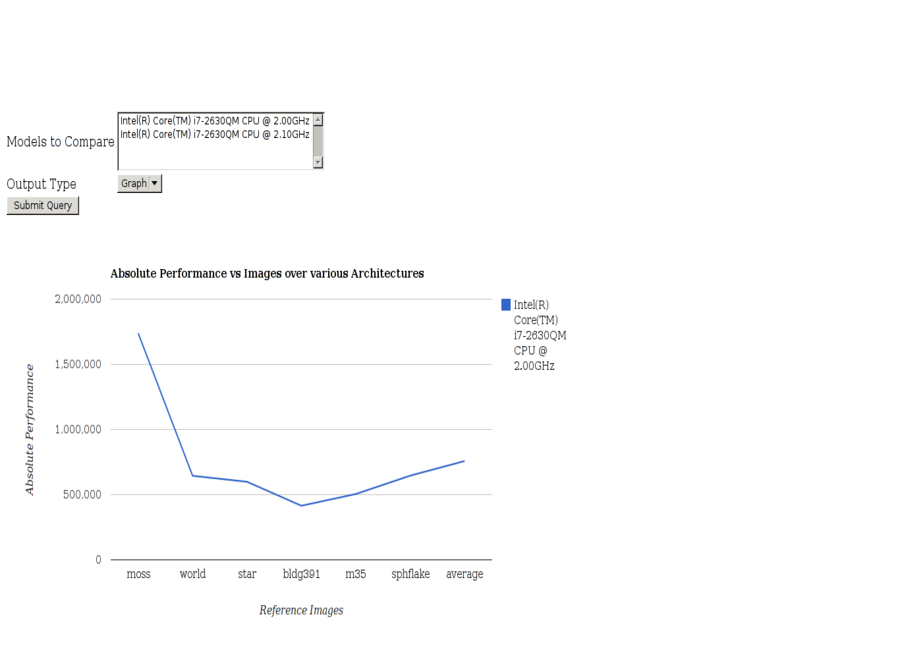 Intel(R) Core(TM) i7-2630QM CPU @ 2.00GHz
Intel(R) Core(TM) i7-2630QM CPU @ 2.10GHz
Models to Compare
Output Type
Graph
Submit Query
Absolute Performance vs Images over various Architectures
2,000,000
1,500,000
1,000,000
500,000
0
Absolute Performance
Intel(R)
Core(TM)
i7-2630QM
CPU @
2.00GHz
moss world star bldg391 m35 sphflake average
Reference Images